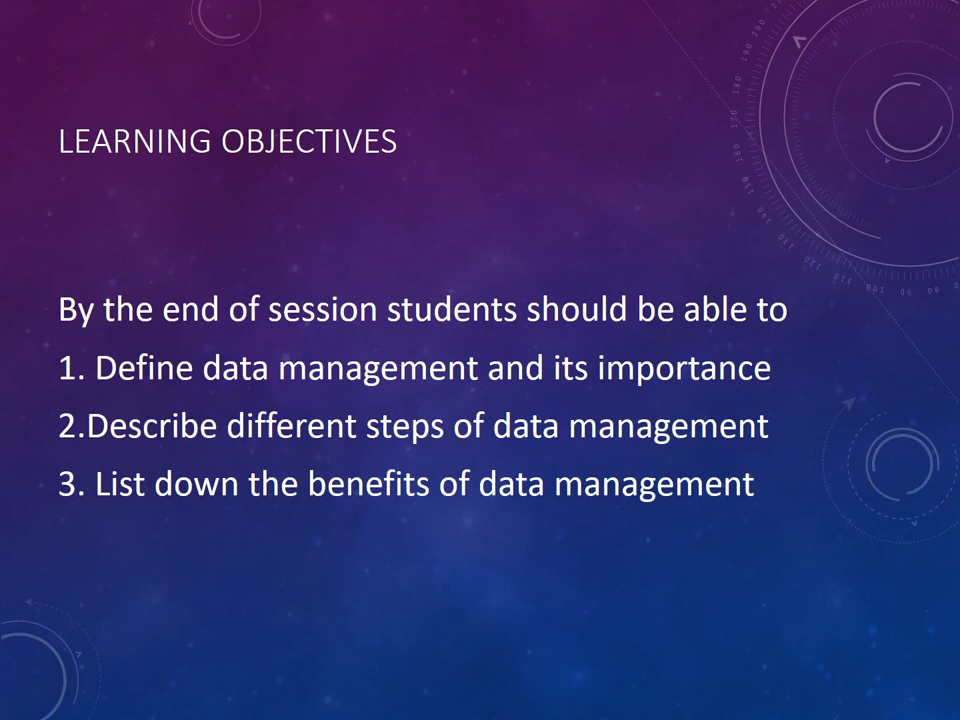 LEARNING OBJECTIVES
By the end of session students should be able to
1. Define data management and its importance
2.Describe different steps of data management
3. List down the benefits of data management